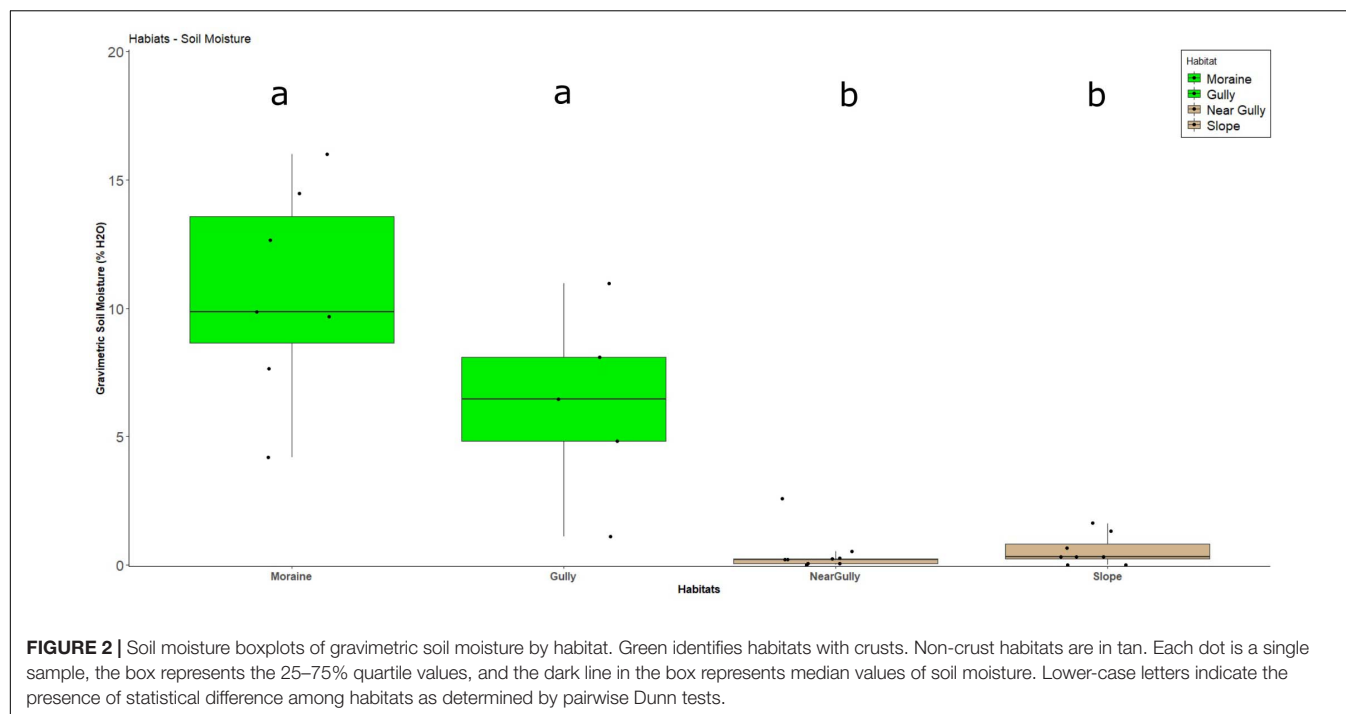 Habiats - Soil Moisture
20
15
10
5
0
Gravimetric Soil Moisture (% H2O)
a
a
b
b
Habitat
Moraine
Gully
Near Gully
Slope
Moraine
Gully
NearGully
Slope
Habitats
FIGURE 2 | Soil moisture boxplots of gravimetric soil moisture by habitat. Green identifies habitats with crusts. Non-crust habitats are in tan. Each dot is a single
sample, the box represents the 25–75% quartile values, and the dark line in the box represents median values of soil moisture. Lower-case letters indicate the
presence of statistical difference among habitats as determined by pairwise Dunn tests.